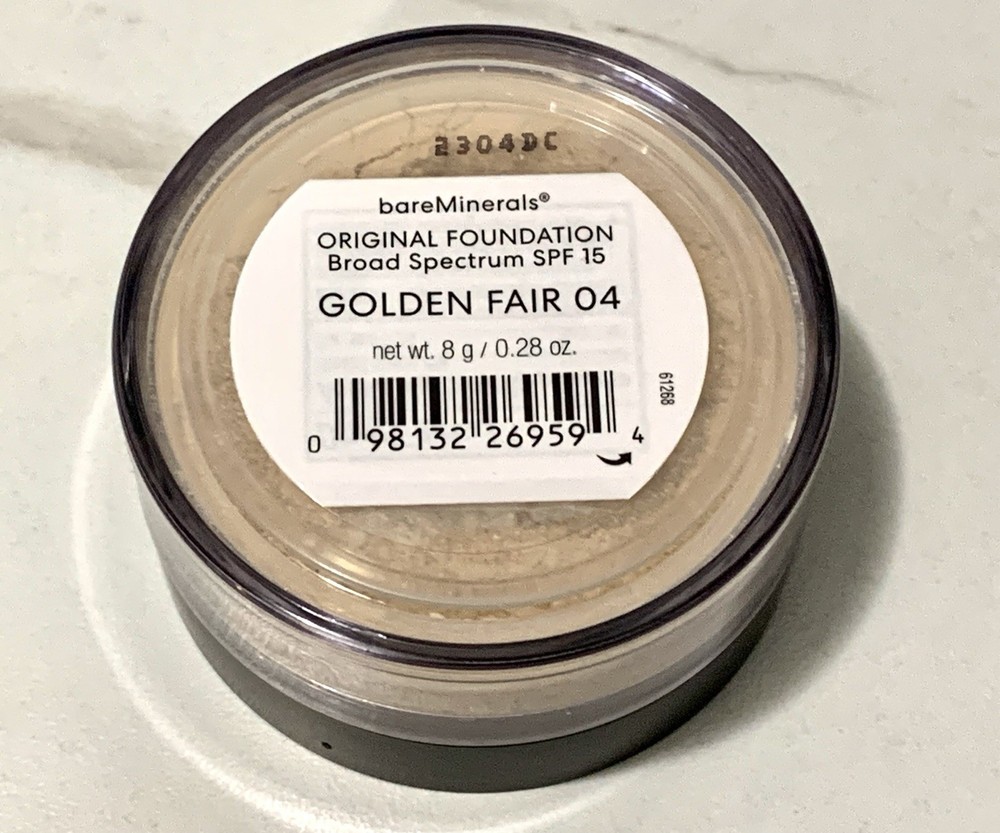 2304DC
bareMinerals®
ORIGINAL FOUNDATION
Broad Spectrum SPF 15
GOLDEN FAIR 04
net wt. 8 g / 0.28 oz.
61268
0 98132 26959 4